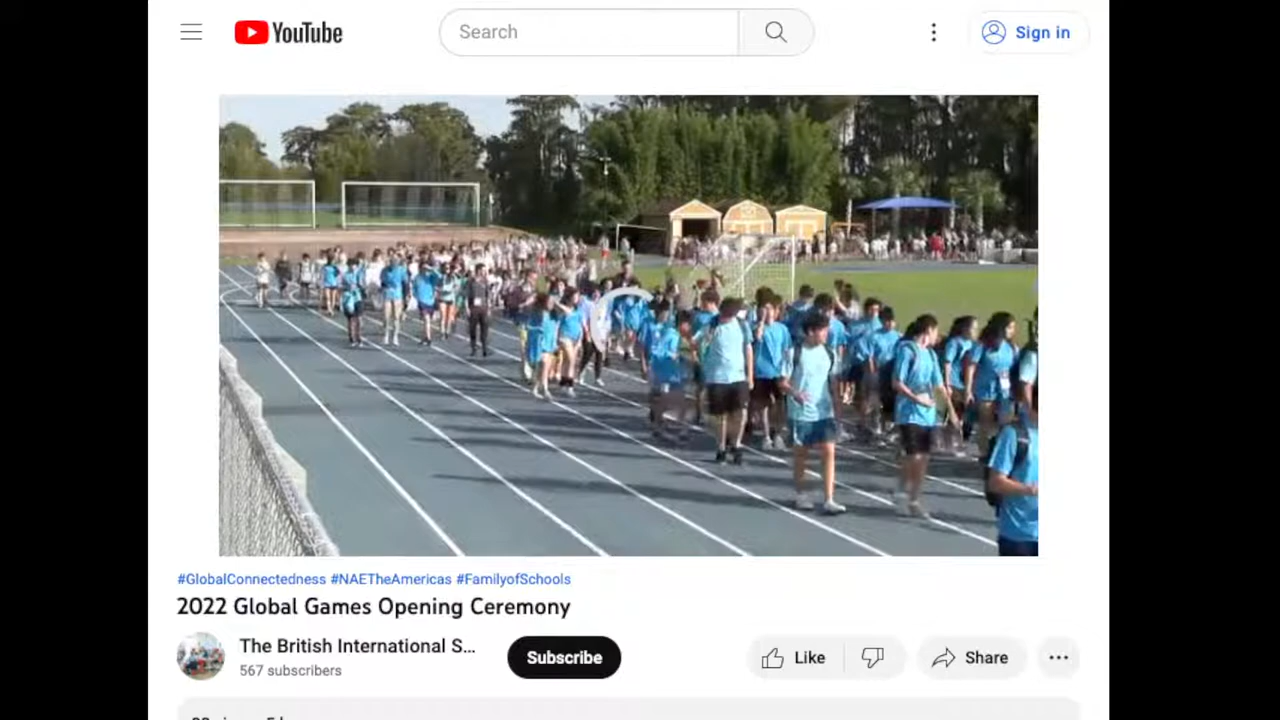 YouTube
Search
Sign in
#GlobalConnectedness #NAETheAmericas #FamilyofSchools
2022 Global Games Opening Ceremony
The British International S...
567 subscribers
Subscribe
Like
Share